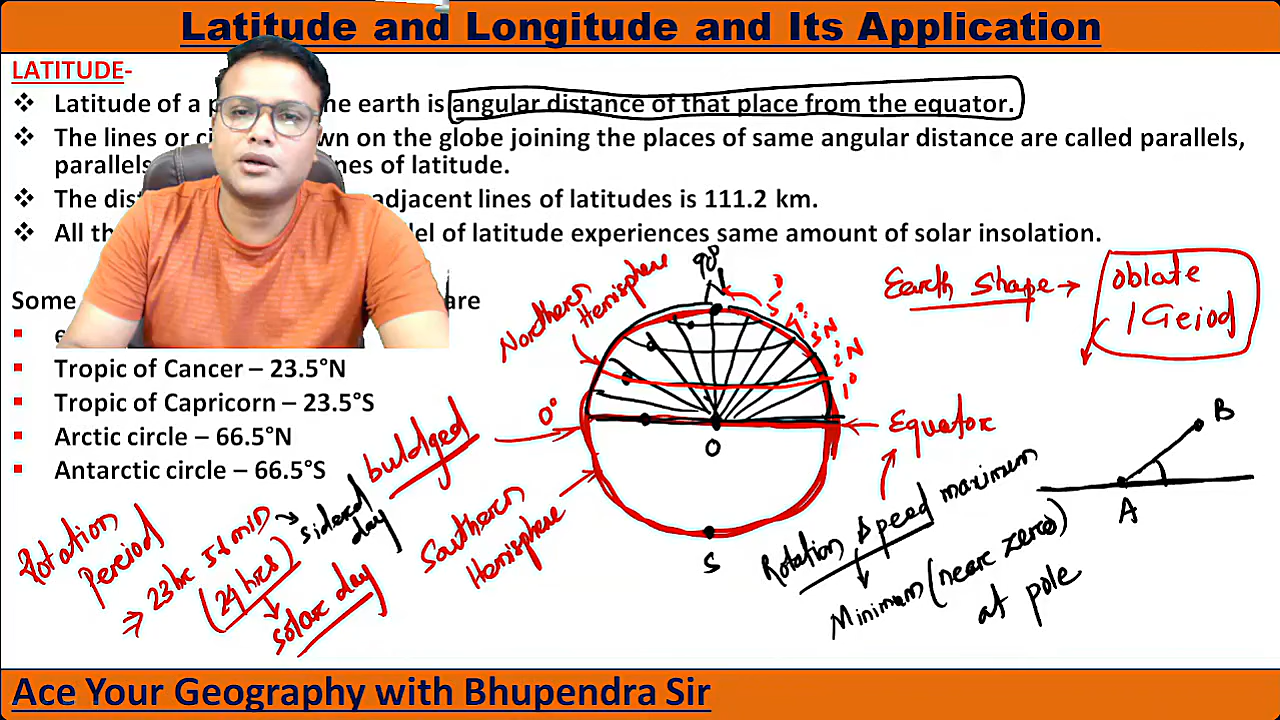 Latitude and Longitude and Its Application
LATITUDE-
❖ Latitude of a p he earth is angular distance of that place from the equator.
❖ The lines or ci wn on the globe joining the places of same angular distance are called parallels,
parallels nes of latitude.
❖ The dis adjacent lines of latitudes is 111.2 km.
❖ All th lel of latitude experiences same amount of solar insolation.
Some are
▪ e
▪ Tropic of Cancer – 23.5°N
▪ Tropic of Capricorn – 23.5°S
▪ Arctic circle – 66.5°N
▪ Antarctic circle – 66.5°S
Earth shape → oblate
/Geiod
90°
Northern
Hemisphere
5°
4°
3°N
2°N
1°
0°
Equator
O
S
buldged
Southern
Hemisphere
B
A
Rotation
Period
⇒ 23hr 56 min → sidereal
day
(24 hrs)
solar day
Rotation speed maximum
Minimum (near zero)
at pole
Ace Your Geography with Bhupendra Sir